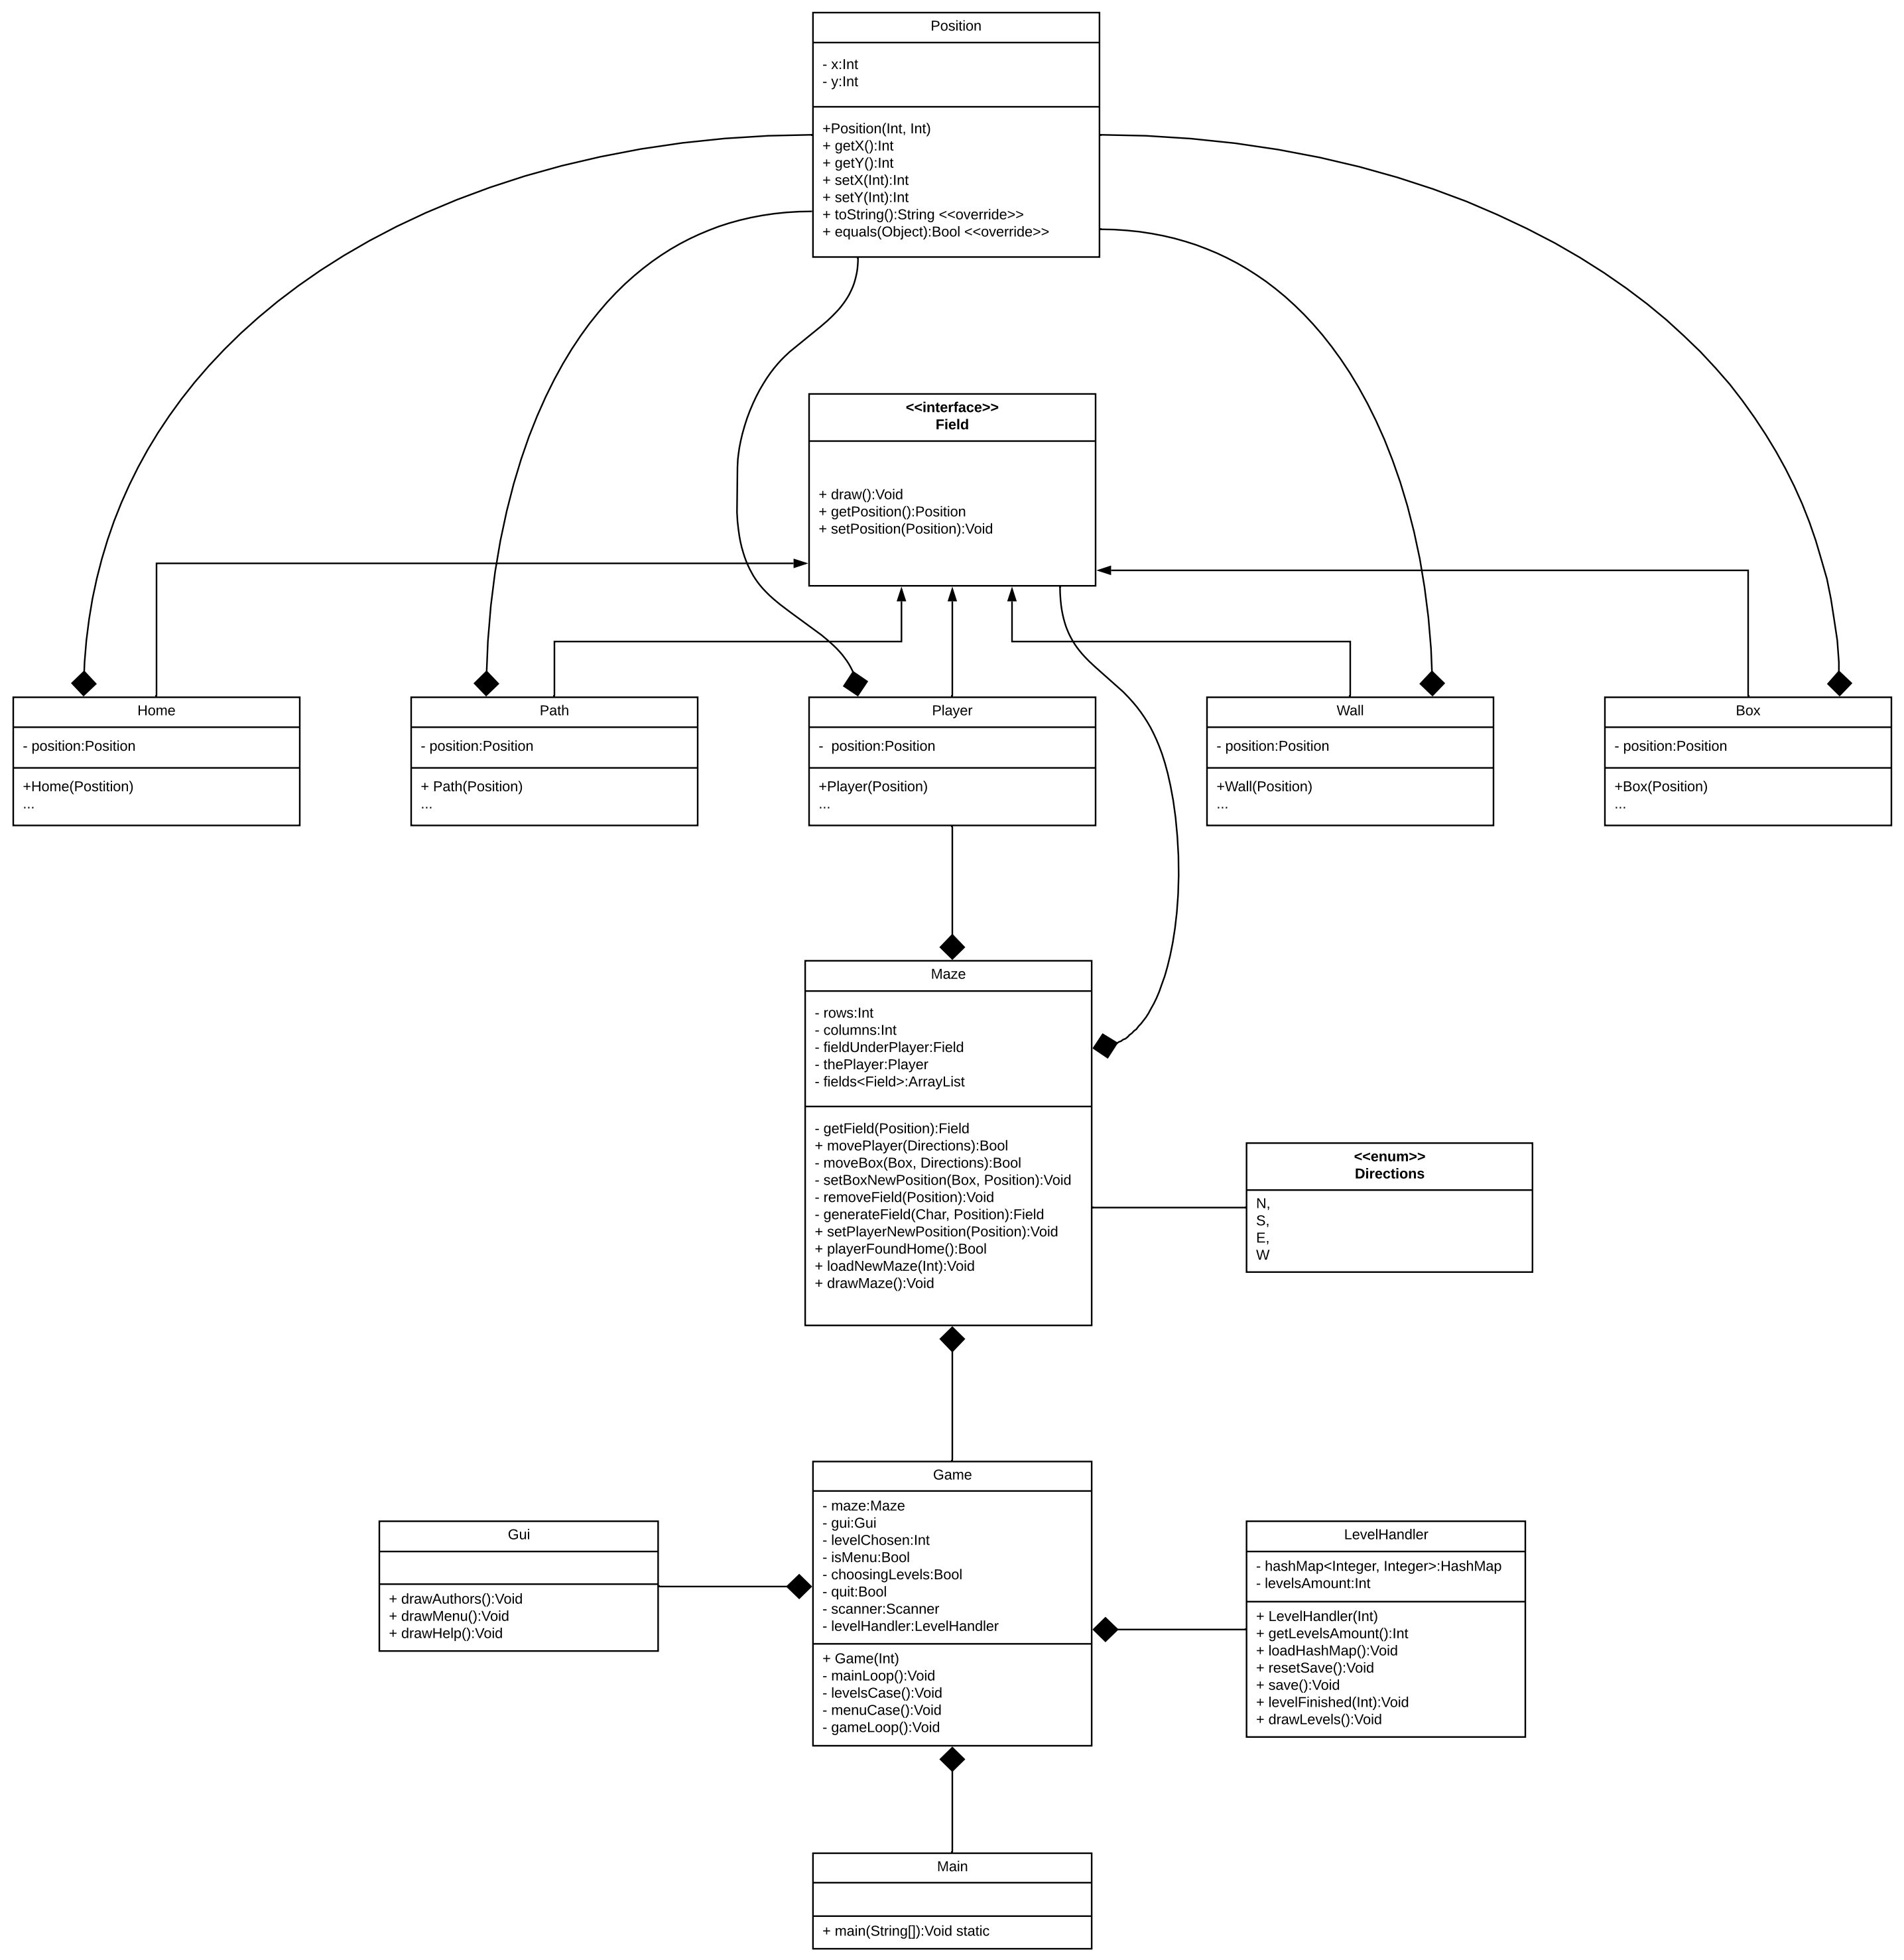 Position
- x:Int
- y:Int
+Position(Int, Int)
+ getX():Int
+ getY():Int
+ setX(Int):Int
+ setY(Int):Int
+ toString():String <<override>>
+ equals(Object):Bool <<override>>
<<interface>>
Field
+ draw():Void
+ getPosition():Position
+ setPosition(Position):Void
Home
- position:Position
+Home(Postition)
...
Path
- position:Position
+ Path(Position)
...
Player
-  position:Position
+Player(Position)
...
Wall
- position:Position
+Wall(Position)
...
Box
- position:Position
+Box(Position)
...
Maze
- rows:Int
- columns:Int
- fieldUnderPlayer:Field
- thePlayer:Player
- fields<Field>:ArrayList
- getField(Position):Field
+ movePlayer(Directions):Bool
- moveBox(Box, Directions):Bool
- setBoxNewPosition(Box, Position):Void
- removeField(Position):Void
- generateField(Char, Position):Field
+ setPlayerNewPosition(Position):Void
+ playerFoundHome():Bool
+ loadNewMaze(Int):Void
+ drawMaze():Void
<<enum>>
Directions
N,
S,
E,
W
Game
- maze:Maze
- gui:Gui
- levelChosen:Int
- isMenu:Bool
- choosingLevels:Bool
- quit:Bool
- scanner:Scanner
- levelHandler:LevelHandler
+ Game(Int)
- mainLoop():Void
- levelsCase():Void
- menuCase():Void
- gameLoop():Void
Gui
+ drawAuthors():Void
+ drawMenu():Void
+ drawHelp():Void
LevelHandler
- hashMap<Integer, Integer>:HashMap
- levelsAmount:Int
+ LevelHandler(Int)
+ getLevelsAmount():Int
+ loadHashMap():Void
+ resetSave():Void
+ save():Void
+ levelFinished(Int):Void
+ drawLevels():Void
Main
+ main(String[]):Void static